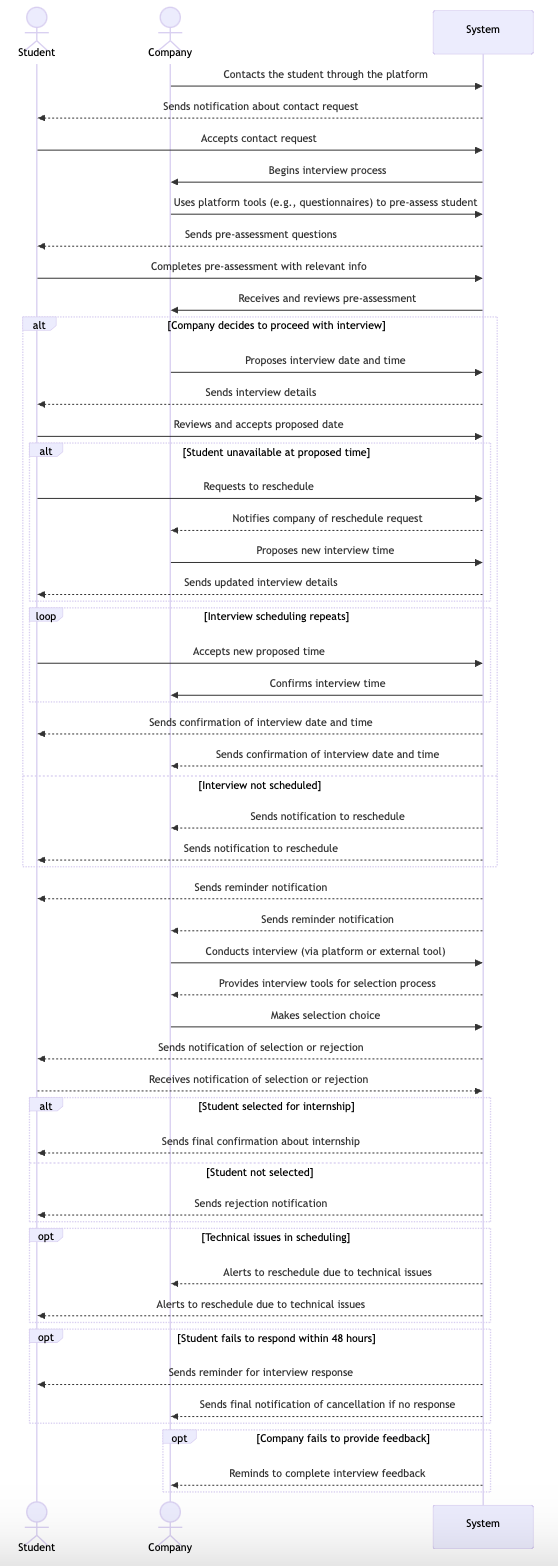 Student Company System
Contacts the student through the platform
Sends notification about contact request
Accepts contact request
Begins interview process
Uses platform tools (e.g., questionnaires) to pre-assess student
Sends pre-assessment questions
Completes pre-assessment with relevant info
Receives and reviews pre-assessment
alt [Company decides to proceed with interview]
Proposes interview date and time
Sends interview details
Reviews and accepts proposed date
alt [Student unavailable at proposed time]
Requests to reschedule
Notifies company of reschedule request
Proposes new interview time
Sends updated interview details
loop [Interview scheduling repeats]
Accepts new proposed time
Confirms interview time
Sends confirmation of interview date and time
Sends confirmation of interview date and time
[Interview not scheduled]
Sends notification to reschedule
Sends notification to reschedule
Sends reminder notification
Sends reminder notification
Conducts interview (via platform or external tool)
Provides interview tools for selection process
Makes selection choice
Sends notification of selection or rejection
Receives notification of selection or rejection
alt [Student selected for internship]
Sends final confirmation about internship
[Student not selected]
Sends rejection notification
opt [Technical issues in scheduling]
Alerts to reschedule due to technical issues
Alerts to reschedule due to technical issues
opt [Student fails to respond within 48 hours]
Sends reminder for interview response
Sends final notification of cancellation if no response
opt [Company fails to provide feedback]
Reminds to complete interview feedback
Student Company System